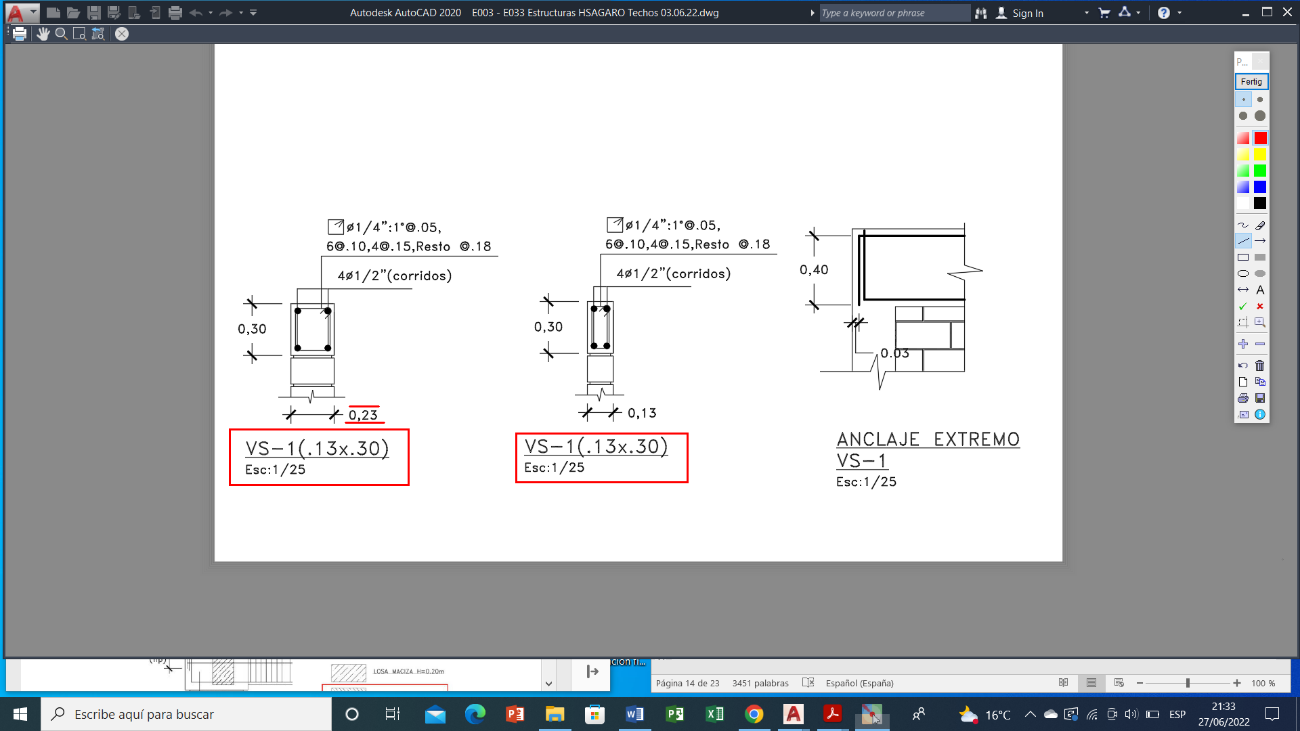 Autodesk AutoCAD 2020 E003 - E033 Estructuras HSAGARO Techos 03.06.22.dwg
Type a keyword or phrase
Sign In
P...
Fertig
ø1/4":1°@.05,
6@.10,4@.15,Resto @.18
4ø1/2"(corridos)
0,30
0,23
VS-1(.13x.30)
Esc:1/25
ø1/4":1°@.05,
6@.10,4@.15,Resto @.18
4ø1/2"(corridos)
0,30
0,13
VS-1(.13x.30)
Esc:1/25
0,40
0.03
ANCLAJE EXTREMO
VS-1
Esc:1/25
A
LOSA MACIZA H=0.20m
Página 14 de 23 3451 palabras Español (España) 100 %
Escribe aquí para buscar
16°C ESP 21:33
27/06/2022